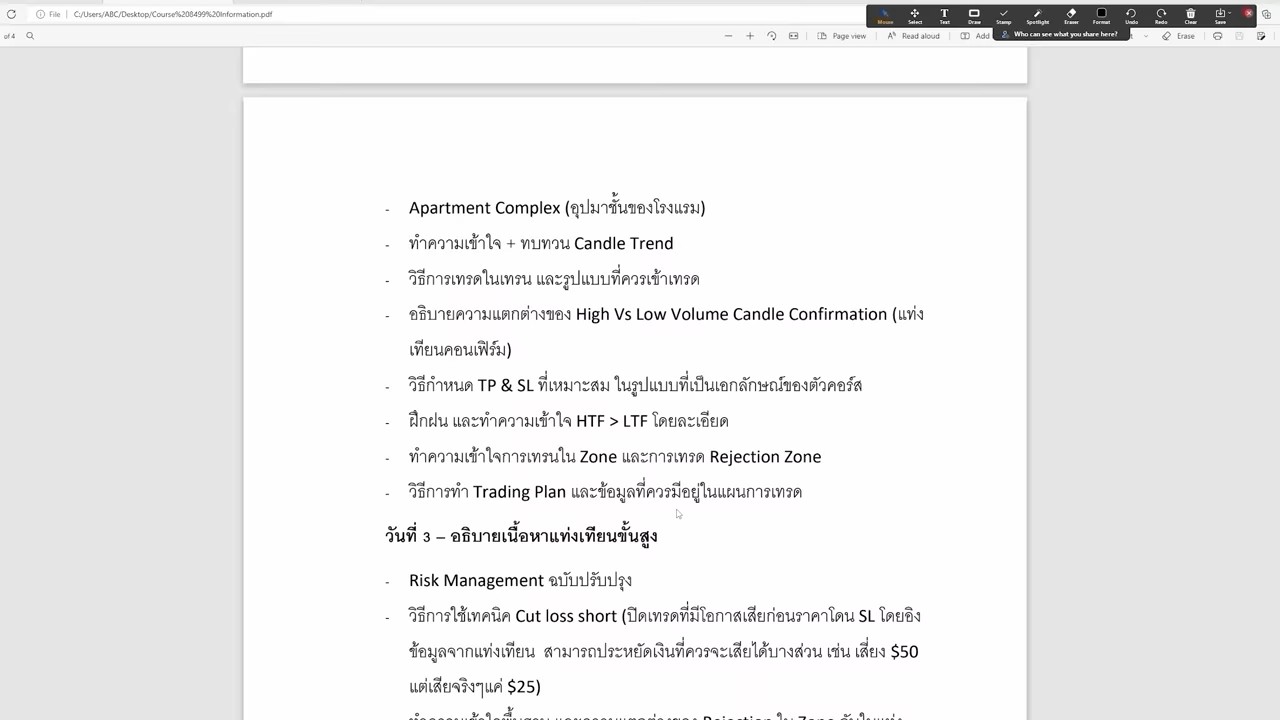 File C:/Users/ABC/Desktop/Course%208499%20Information.pdf
Mouse Select Text Draw Stamp Spotlight Eraser Format Undo Redo Clear Save
Who can see what you share here?
of 4 Page view Read aloud Add Erase
- Apartment Complex (อุปมาชั้นของโรงแรม)
- ทำความเข้าใจ + ทบทวน Candle Trend
- วิธีการเทรดในเทรน และรูปแบบที่ควรเข้าเทรด
- อธิบายความแตกต่างของ High Vs Low Volume Candle Confirmation (แท่ง
เทียนคอนเฟิร์ม)
- วิธีกำหนด TP & SL ที่เหมาะสม ในรูปแบบที่เป็นเอกลักษณ์ของตัวคอร์ส
- ฝึกฝน และทำความเข้าใจ HTF > LTF โดยละเอียด
- ทำความเข้าใจการเทรนใน Zone และการเทรด Rejection Zone
- วิธีการทำ Trading Plan และข้อมูลที่ควรมีอยู่ในแผนการเทรด
วันที่ 3 – อธิบายเนื้อหาแท่งเทียนขั้นสูง
- Risk Management ฉบับปรับปรุง
- วิธีการใช้เทคนิค Cut loss short (ปิดเทรดที่มีโอกาสเสียก่อนราคาโดน SL โดยอิง
ข้อมูลจากแท่งเทียน สามารถประหยัดเงินที่ควรจะเสียได้บางส่วน เช่น เสี่ยง $50
แต่เสียจริงๆแค่ $25)